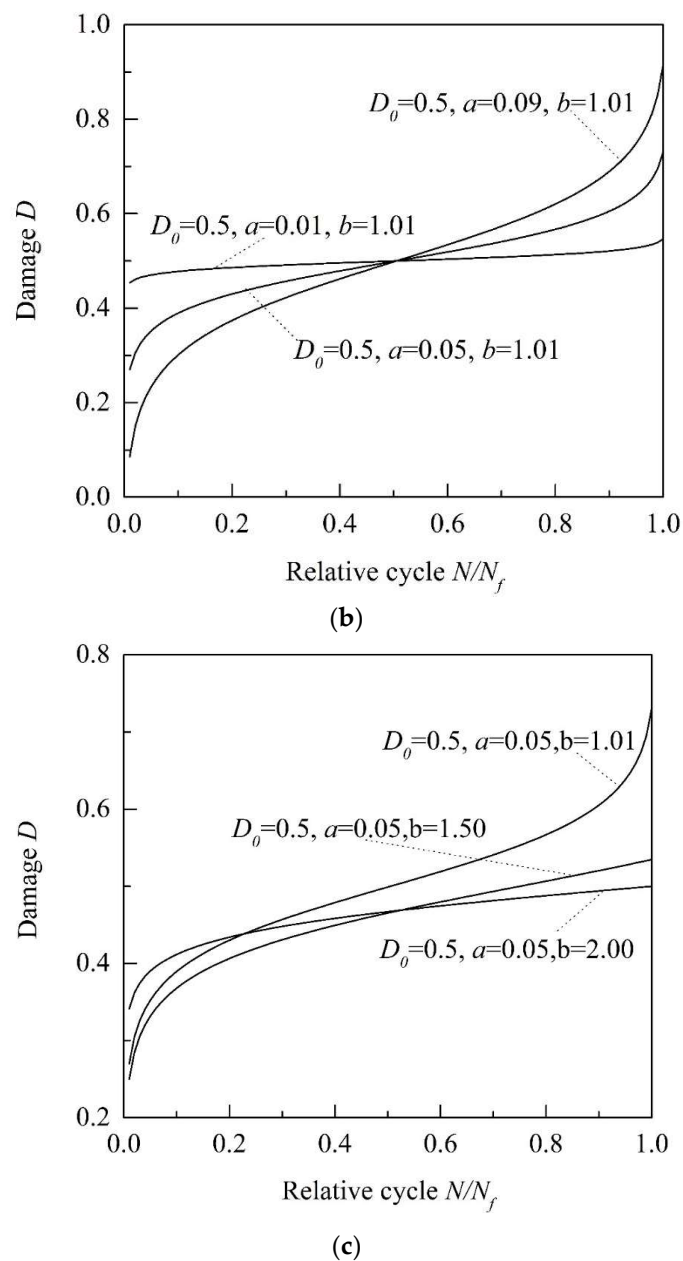 1.0
0.8
0.6
0.4
0.2
0.0
Damage D
D0=0.5, a=0.09, b=1.01
D0=0.5, a=0.01, b=1.01
D0=0.5, a=0.05, b=1.01
0.0 0.2 0.4 0.6 0.8 1.0
Relative cycle N/Nf
(b)
0.8
0.6
0.4
0.2
Damage D
D0=0.5, a=0.05,b=1.01
D0=0.5, a=0.05,b=1.50
D0=0.5, a=0.05,b=2.00
0.0 0.2 0.4 0.6 0.8 1.0
Relative cycle N/Nf
(c)